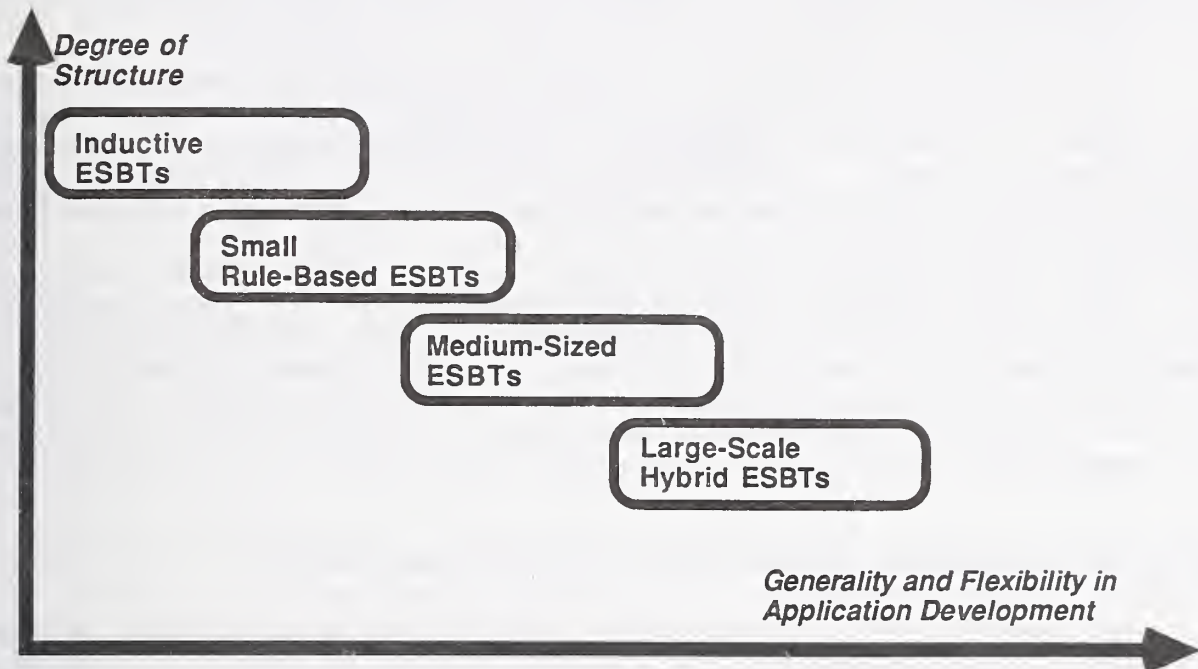 Degree of
Structure
Inductive
ESBTs
Small
Rule-Based ESBTs
Medium-Sized
ESBTs
Large-Scale
Hybrid ESBTs
Generality and Flexibility in
Application Development